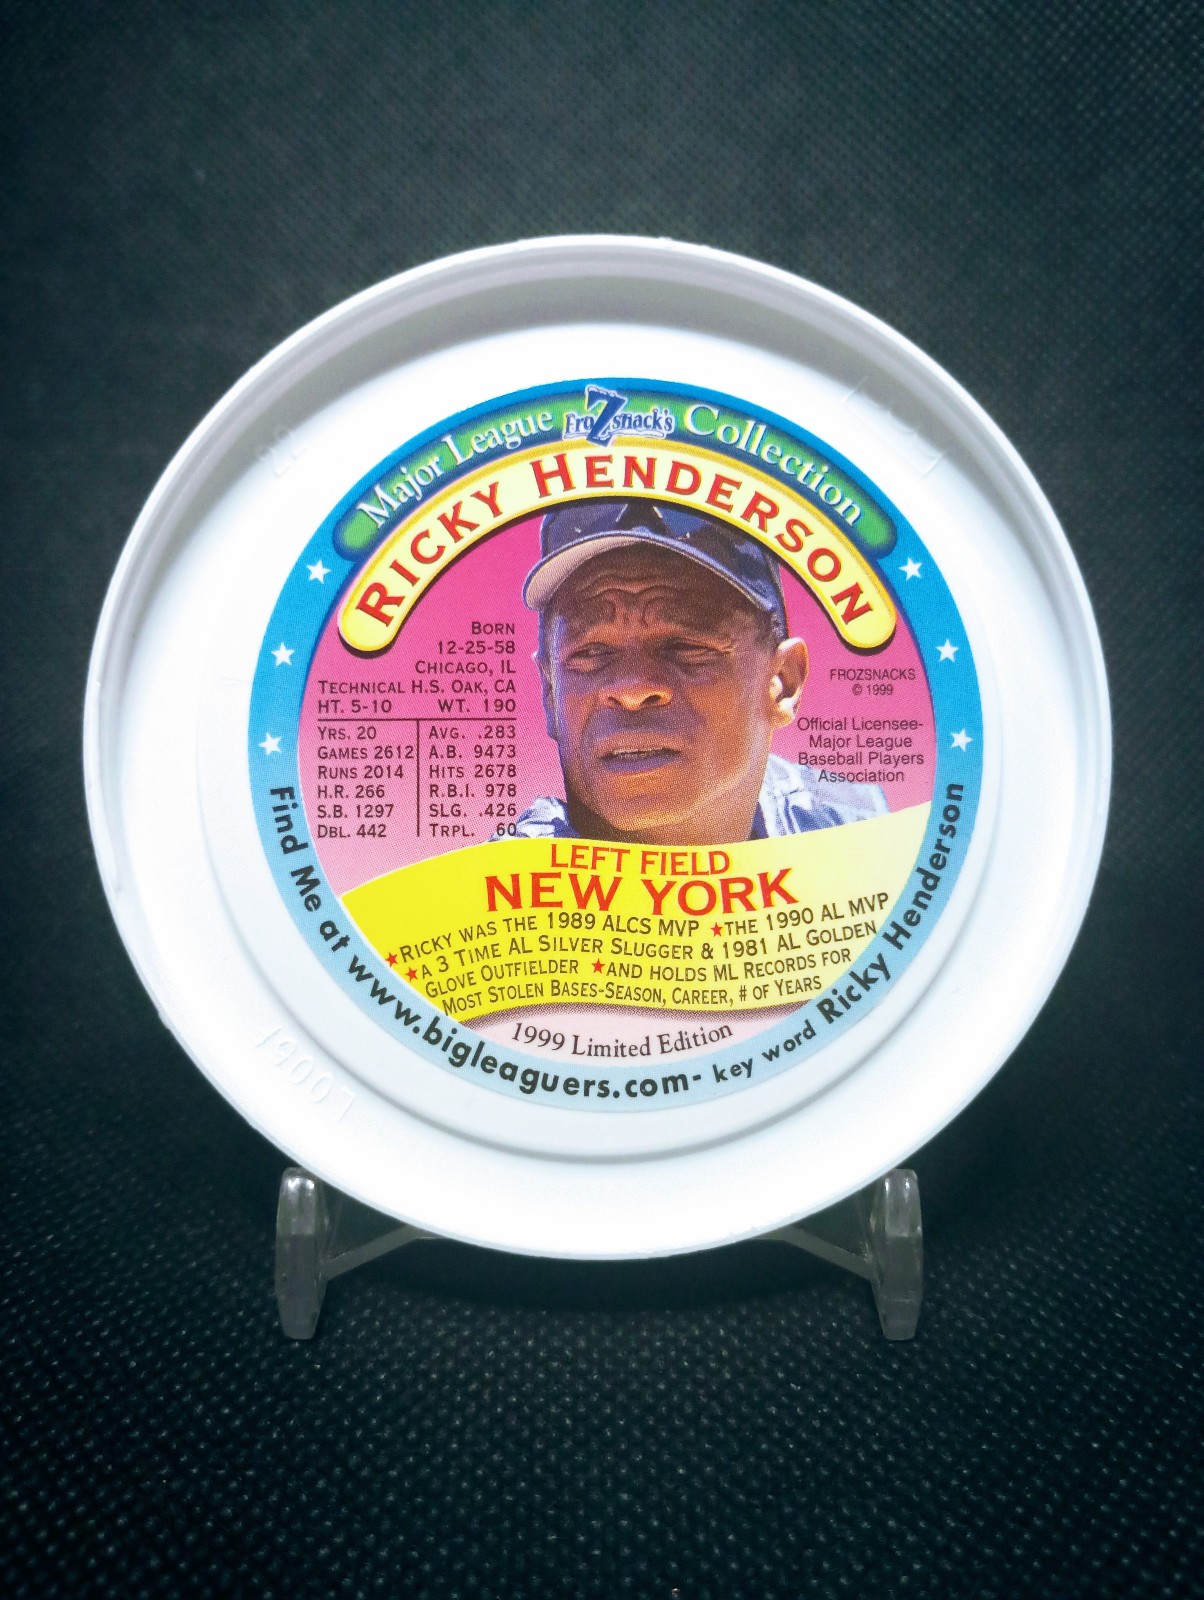 Major League FroZsnack's Collection
RICKY HENDERSON
BORN
12-25-58
CHICAGO, IL
TECHNICAL H.S. OAK, CA
HT. 5-10 WT. 190
YRS. 20
GAMES 2612
RUNS 2014
H.R. 266
S.B. 1297
DBL. 442
AVG. .283
A.B. 9473
HITS 2678
R.B.I. 978
SLG. .426
TRPL. 60
FROZSNACKS
© 1999
Official Licensee-
Major League
Baseball Players
Association
LEFT FIELD
NEW YORK
★RICKY WAS THE 1989 ALCS MVP ★THE 1990 AL MVP
★A 3 TIME AL SILVER SLUGGER & 1981 AL GOLDEN
GLOVE OUTFIELDER ★AND HOLDS ML RECORDS FOR
MOST STOLEN BASES-SEASON, CAREER, # OF YEARS
1999 Limited Edition
Find Me at www.bigleaguers.com- key word Ricky Henderson